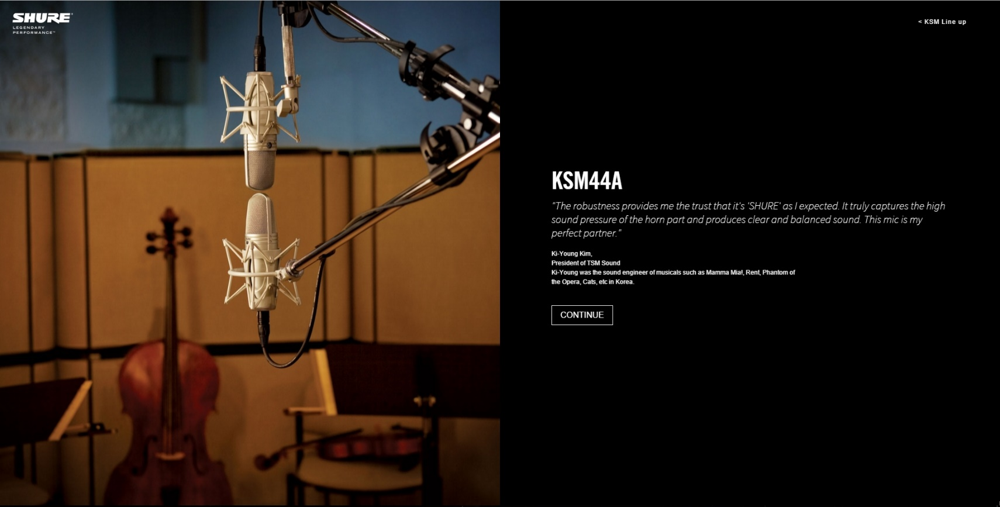 SHURE
LEGENDARY
PERFORMANCE™
< KSM Line up
KSM44A
"The robustness provides me the trust that it's 'SHURE' as I expected. It truly captures the high
sound pressure of the horn part and produces clear and balanced sound. This mic is my
perfect partner."
Ki-Young Kim,
President of TSM Sound
Ki-Young was the sound engineer of musicals such as Mamma Mia!, Rent, Phantom of
the Opera, Cats, etc in Korea.
CONTINUE